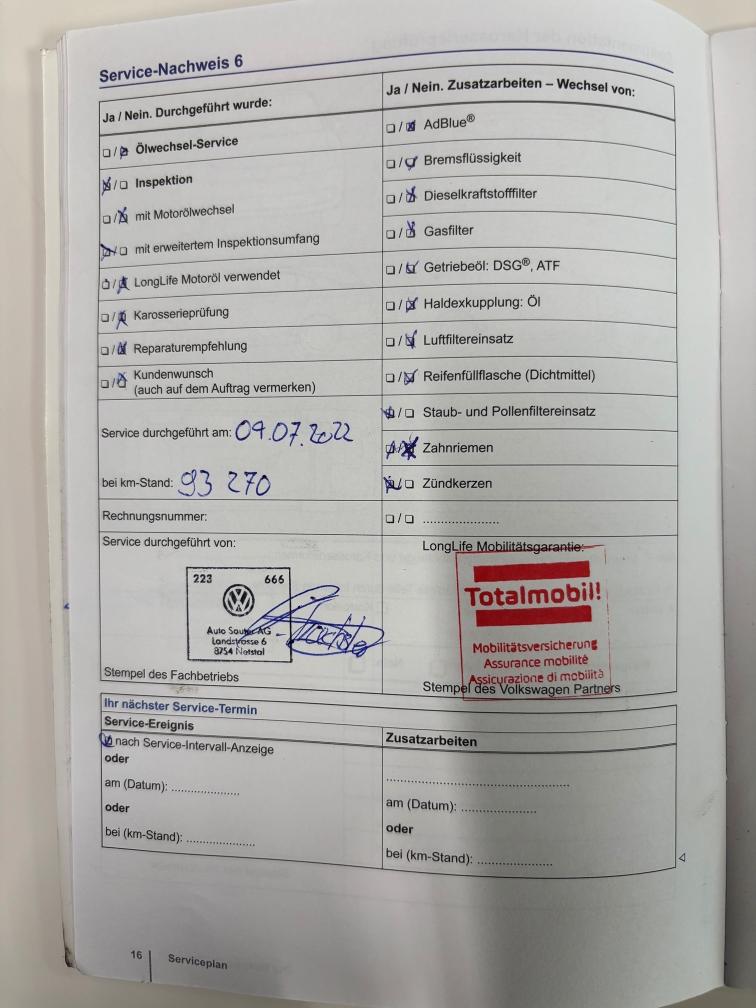 Service-Nachweis 6
Ja / Nein. Durchgeführt wurde:
Ölwechsel-Service
Inspektion
mit Motorölwechsel
mit erweitertem Inspektionsumfang
LongLife Motoröl verwendet
Karosserieprüfung
Reparaturempfehlung
Kundenwunsch
(auch auf dem Auftrag vermerken)
Service durchgeführt am: 09.07.2022
bei km-Stand: 93 270
Rechnungsnummer:
Ja / Nein. Zusatzarbeiten – Wechsel von:
AdBlue®
Bremsflüssigkeit
Dieselkraftstofffilter
Gasfilter
Getriebeöl: DSG®, ATF
Haldexkupplung: Öl
Luftfiltereinsatz
Reifenfüllflasche (Dichtmittel)
Staub- und Pollenfiltereinsatz
Zahnriemen
Zündkerzen
Service durchgeführt von:
223 666
Auto Sauter AG
Landstrasse 6
8754 Netstal
Stempel des Fachbetriebs
LongLife Mobilitätsgarantie:
Totalmobil!
Mobilitätsversicherung
Assurance mobilité
Assicurazione di mobilità
Stempel des Volkswagen Partners
Ihr nächster Service-Termin
Service-Ereignis
nach Service-Intervall-Anzeige
oder
am (Datum): ....................
oder
bei (km-Stand): ....................
Zusatzarbeiten
am (Datum): ....................
oder
bei (km-Stand): ....................
16 Serviceplan